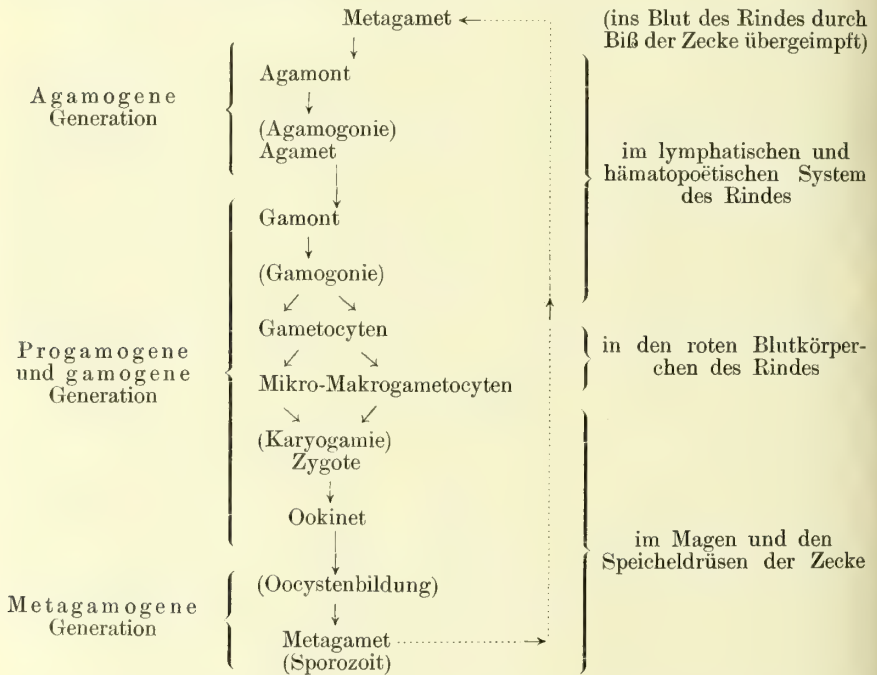 Metagamet
(ins Blut des Rindes durch
Biß der Zecke übergeimpft)
Agamogene
Generation
Agamont
(Agamogonie)
Agamet
im lymphatischen und
hämatopoëtischen System
des Rindes
Gamont
(Gamogonie)
Progamogene
und gamogene
Generation
Gametocyten
Mikro-Makrogametocyten
in den roten Blutkörper-
chen des Rindes
(Karyogamie)
Zygote
Ookinet
im Magen und den
Speicheldrüsen der Zecke
Metagamogene
Generation
(Oocystenbildung)
Metagamet
(Sporozoit)